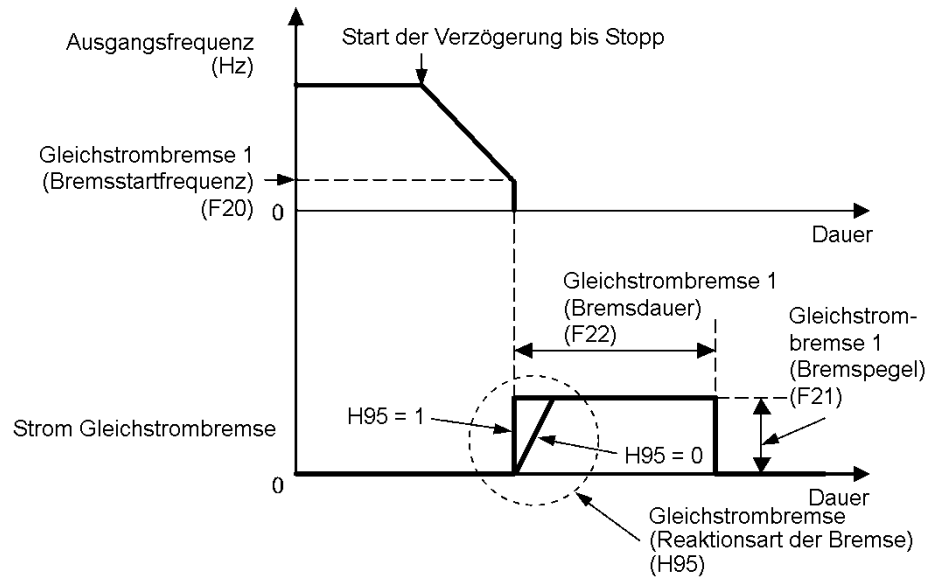 Ausgangsfrequenz
(Hz)
Start der Verzögerung bis Stopp
Gleichstrombremse 1
(Bremsstartfrequenz)
(F20)
0
Dauer
Gleichstrombremse 1
(Bremsdauer)
(F22)
Gleichstrom-
bremse 1
(Bremspegel)
(F21)
H95 = 1
Strom Gleichstrombremse
H95 = 0
0
Dauer
Gleichstrombremse
(Reaktionsart der Bremse)
(H95)